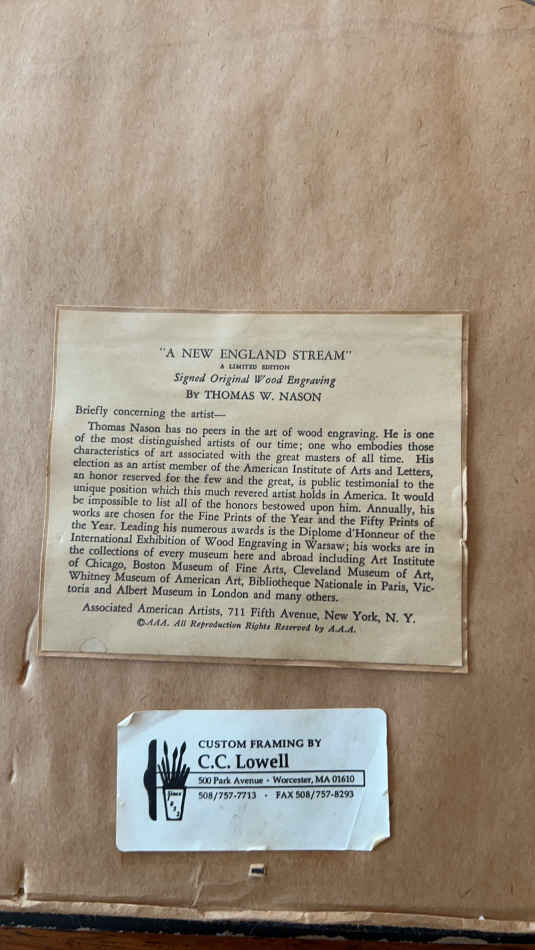 "A NEW ENGLAND STREAM"
A LIMITED EDITION
Signed Original Wood Engraving
BY THOMAS W. NASON
Briefly concerning the artist—
Thomas Nason has no peers in the art of wood engraving. He is one
of the most distinguished artists of our time; one who embodies those
characteristics of art associated with the great masters of all time. His
election as an artist member of the American Institute of Arts and Letters,
an honor reserved for the few and the great, is public testimonial to the
unique position which this much revered artist holds in America. It would
be impossible to list all of the honors bestowed upon him. Annually, his
works are chosen for the Fine Prints of the Year and the Fifty Prints of
the Year. Leading his numerous awards is the Diplome d'Honneur of the
International Exhibition of Wood Engraving in Warsaw; his works are in
the collections of every museum here and abroad including Art Institute
of Chicago, Boston Museum of Fine Arts, Cleveland Museum of Art,
Whitney Museum of American Art, Bibliotheque Nationale in Paris, Vic-
toria and Albert Museum in London and many others.
Associated American Artists, 711 Fifth Avenue, New York, N. Y.
©AAA. All Reproduction Rights Reserved by A.A.A.
CUSTOM FRAMING BY
C.C. Lowell
500 Park Avenue · Worcester, MA 01610
508/757-7713 · FAX 508/757-8293
Since